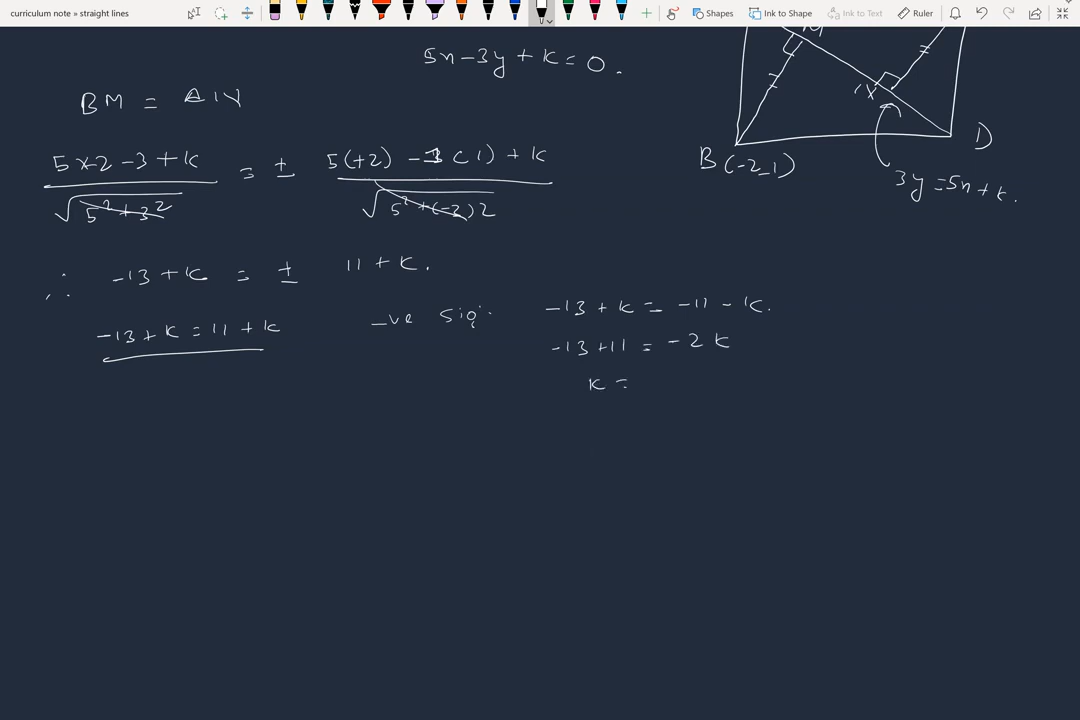 curriculum note » straight lines
Shapes Ink to Shape Ink to Text Ruler
5x-3y+k=0.
BM = AN
(5×2-3+k)/√(5²+3²) = ± (5(+2)-3(1)+k)/√(5²+(-3)2)
∴ -13+k = ± 11+k.
-13+k=11+k
-ve sig.
-13+k=-11-k.
-13+11=-2k
k=
M
N
B(-2,1)
D
3y=5x+k.